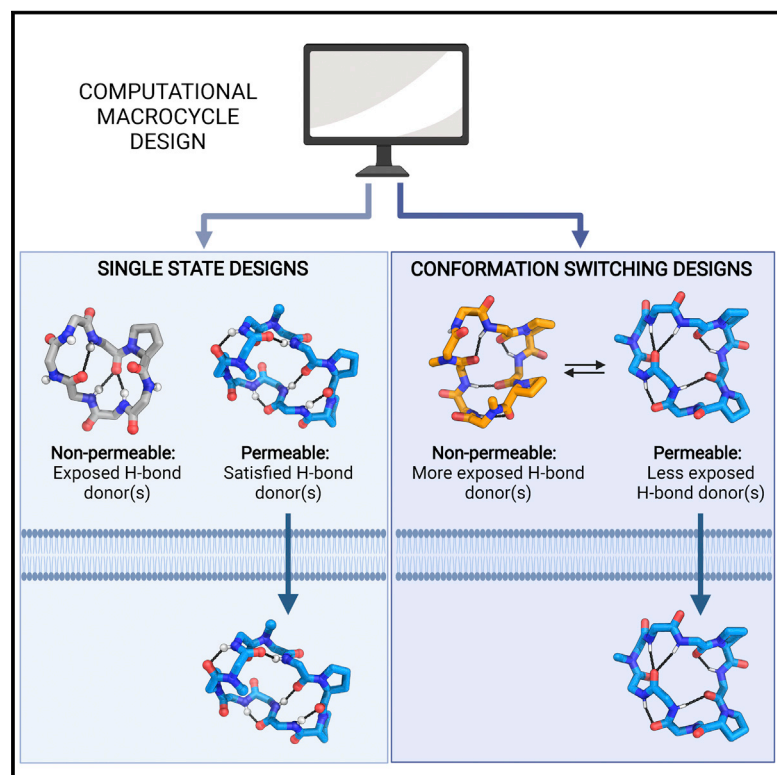 COMPUTATIONAL
MACROCYCLE
DESIGN
SINGLE STATE DESIGNS
Non-permeable:
Exposed H-bond
donor(s)
Permeable:
Satisfied H-bond
donor(s)
CONFORMATION SWITCHING DESIGNS
Non-permeable:
More exposed H-bond
donor(s)
Permeable:
Less exposed
H-bond donor(s)